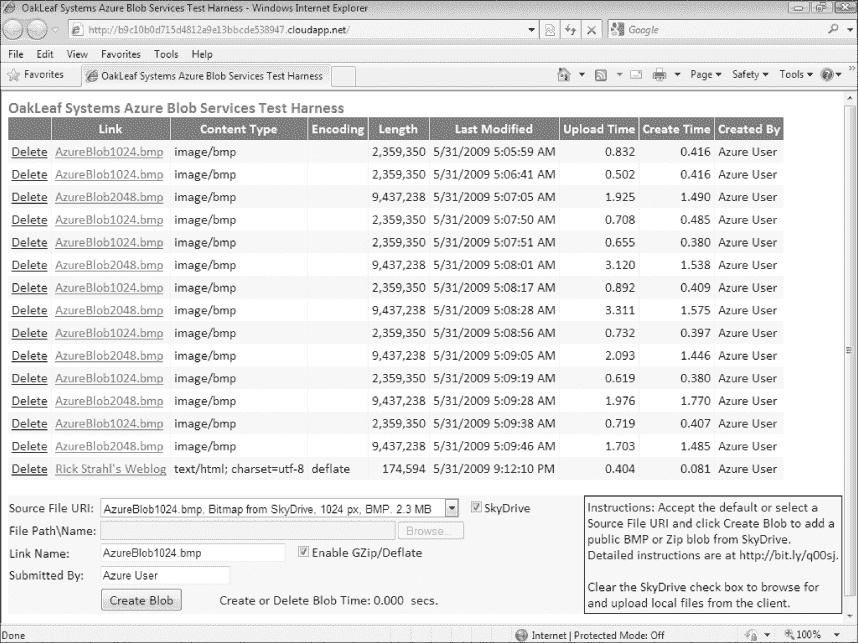 OakLeaf Systems Azure Blob Services Test Harness - Windows Internet Explorer
http://b9c10b0d715d4812a9e13bbcde538947.cloudapp.net/
Google
File Edit View Favorites Tools Help
Favorites OakLeaf Systems Azure Blob Services Test Harness Page Safety Tools
OakLeaf Systems Azure Blob Services Test Harness
Link Content Type Encoding Length Last Modified Upload Time Create Time Created By
Delete AzureBlob1024.bmp image/bmp 2,359,350 5/31/2009 5:05:59 AM 0.832 0.416 Azure User
Delete AzureBlob1024.bmp image/bmp 2,359,350 5/31/2009 5:06:41 AM 0.502 0.416 Azure User
Delete AzureBlob2048.bmp image/bmp 9,437,238 5/31/2009 5:07:05 AM 1.925 1.490 Azure User
Delete AzureBlob1024.bmp image/bmp 2,359,350 5/31/2009 5:07:50 AM 0.708 0.485 Azure User
Delete AzureBlob1024.bmp image/bmp 2,359,350 5/31/2009 5:07:51 AM 0.655 0.380 Azure User
Delete AzureBlob2048.bmp image/bmp 9,437,238 5/31/2009 5:08:01 AM 3.120 1.538 Azure User
Delete AzureBlob1024.bmp image/bmp 2,359,350 5/31/2009 5:08:17 AM 0.892 0.409 Azure User
Delete AzureBlob2048.bmp image/bmp 9,437,238 5/31/2009 5:08:28 AM 3.311 1.575 Azure User
Delete AzureBlob1024.bmp image/bmp 2,359,350 5/31/2009 5:08:56 AM 0.732 0.397 Azure User
Delete AzureBlob2048.bmp image/bmp 9,437,238 5/31/2009 5:09:05 AM 2.093 1.446 Azure User
Delete AzureBlob1024.bmp image/bmp 2,359,350 5/31/2009 5:09:19 AM 0.619 0.380 Azure User
Delete AzureBlob2048.bmp image/bmp 9,437,238 5/31/2009 5:09:28 AM 1.976 1.770 Azure User
Delete AzureBlob1024.bmp image/bmp 2,359,350 5/31/2009 5:09:38 AM 0.719 0.407 Azure User
Delete AzureBlob2048.bmp image/bmp 9,437,238 5/31/2009 5:09:46 AM 1.703 1.485 Azure User
Delete Rick Strahl's Weblog text/html; charset=utf-8 deflate 174,594 5/31/2009 9:12:10 PM 0.404 0.081 Azure User
Source File URI: AzureBlob1024.bmp, Bitmap from SkyDrive, 1024 px, BMP. 2.3 MB SkyDrive
File Path\Name: Browse...
Link Name: AzureBlob1024.bmp Enable GZip/Deflate
Submitted By: Azure User
Create Blob Create or Delete Blob Time: 0.000 secs.
Instructions: Accept the default or select a
Source File URI and click Create Blob to add a
public BMP or Zip blob from SkyDrive.
Detailed instructions are at http://bit.ly/q00sj.
Clear the SkyDrive check box to browse for
and upload local files from the client.
Done Internet | Protected Mode: Off 100%